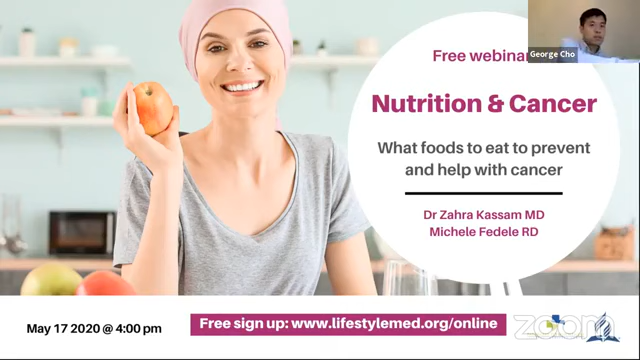 Free webinar
George Cho
Nutrition & Cancer
What foods to eat to prevent
and help with cancer
Dr Zahra Kassam MD
Michele Fedele RD
May 17 2020 @ 4:00 pm
Free sign up: www.lifestylemed.org/online
zoom